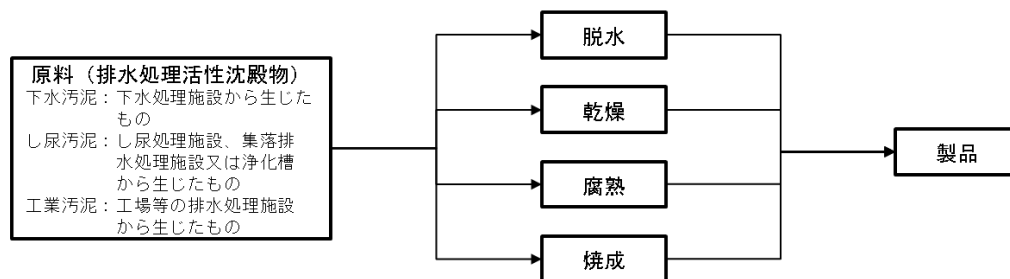 原料（排水処理活性沈殿物）
下水汚泥：下水処理施設から生じた
もの
し尿汚泥：し尿処理施設、集落排
水処理施設又は浄化槽
から生じたもの
工業汚泥：工場等の排水処理施設
から生じたもの
脱水
乾燥
腐熟
焼成
製品